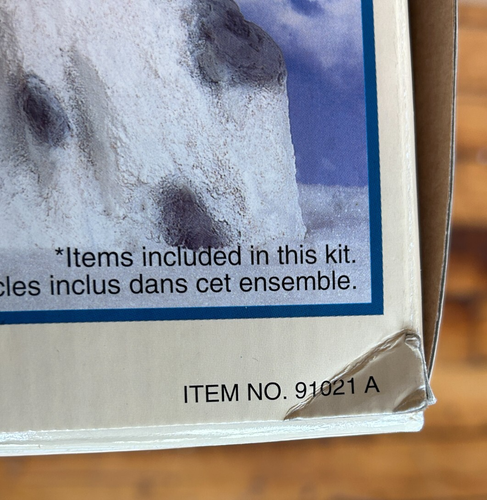 *Items included in this kit.
cles inclus dans cet ensemble.
ITEM NO. 91021 A